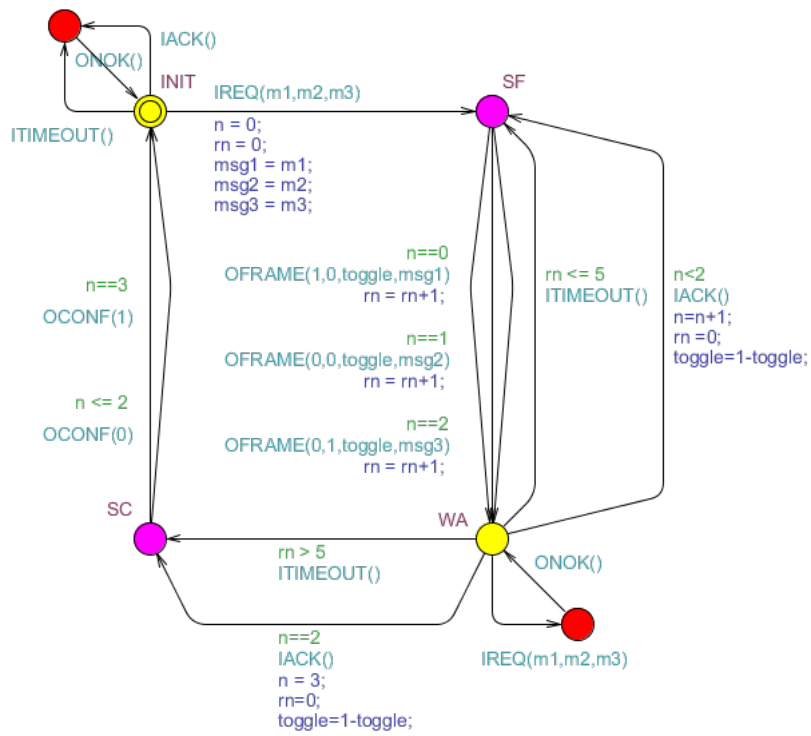 IACK()
ONOK()
INIT
ITIMEOUT()
IREQ(m1,m2,m3)
n = 0;
rn = 0;
msg1 = m1;
msg2 = m2;
msg3 = m3;
SF
n==0
OFRAME(1,0,toggle,msg1)
rn = rn+1;
n==1
OFRAME(0,0,toggle,msg2)
rn = rn+1;
n==2
OFRAME(0,1,toggle,msg3)
rn = rn+1;
rn <= 5
ITIMEOUT()
n<2
IACK()
n=n+1;
rn =0;
toggle=1-toggle;
n==3
OCONF(1)
n <= 2
OCONF(0)
SC
WA
rn > 5
ITIMEOUT()
ONOK()
IREQ(m1,m2,m3)
n==2
IACK()
n = 3;
rn=0;
toggle=1-toggle;